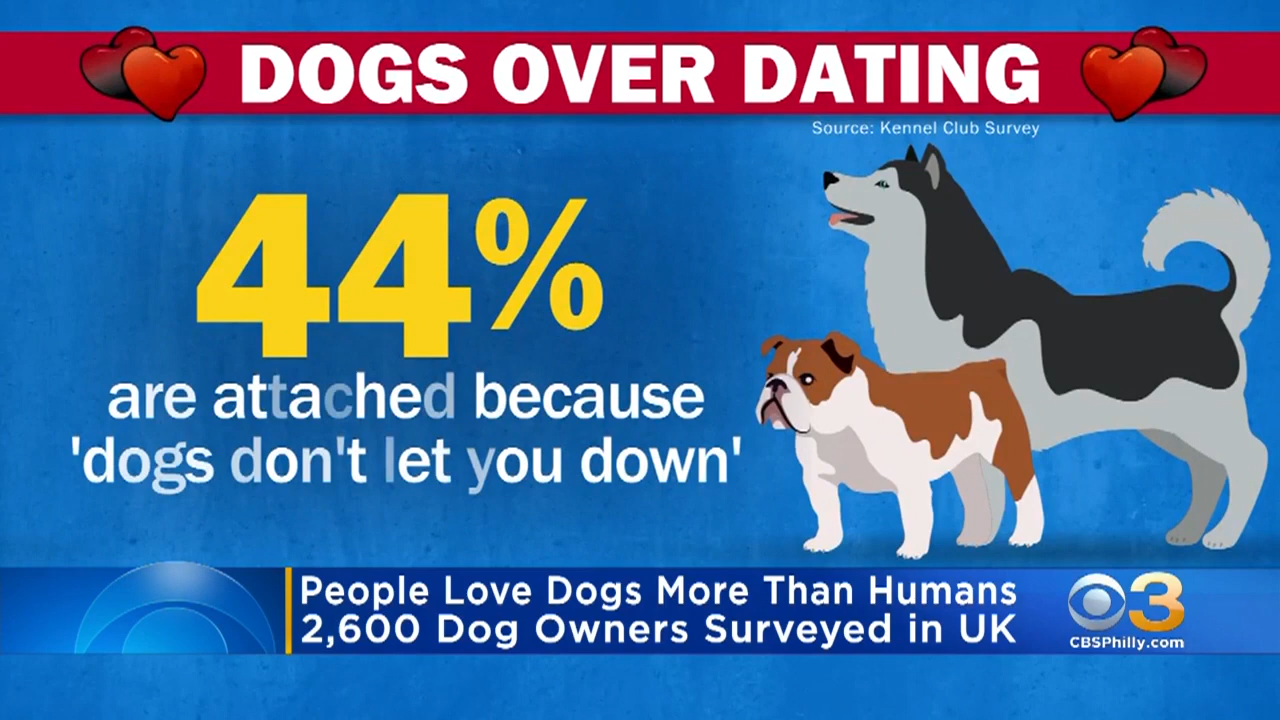 DOGS OVER DATING
Source: Kennel Club Survey
44%
are attached because
'dogs don't let you down'
People Love Dogs More Than Humans
2,600 Dog Owners Surveyed in UK
3
CBSPhilly.com